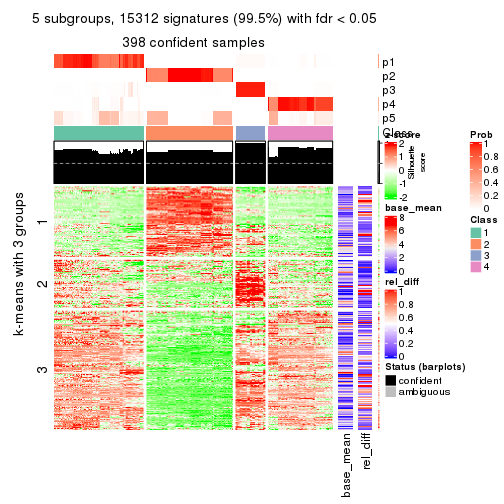 5 subgroups, 15312 signatures (99.5%) with fdr < 0.05
398 confident samples
p1
p2
p3
p4
p5
Class
k-means with 3 groups
1
2
3
z-score
2
1
0
-1
-2
Silhouette
score
base_mean
8
6
4
2
0
rel_diff
1
0.8
0.6
0.4
0.2
0
Status (barplots)
confident
ambiguous
Prob
1
0.8
0.6
0.4
0.2
0
Class
1
2
3
4
base_mean
rel_diff